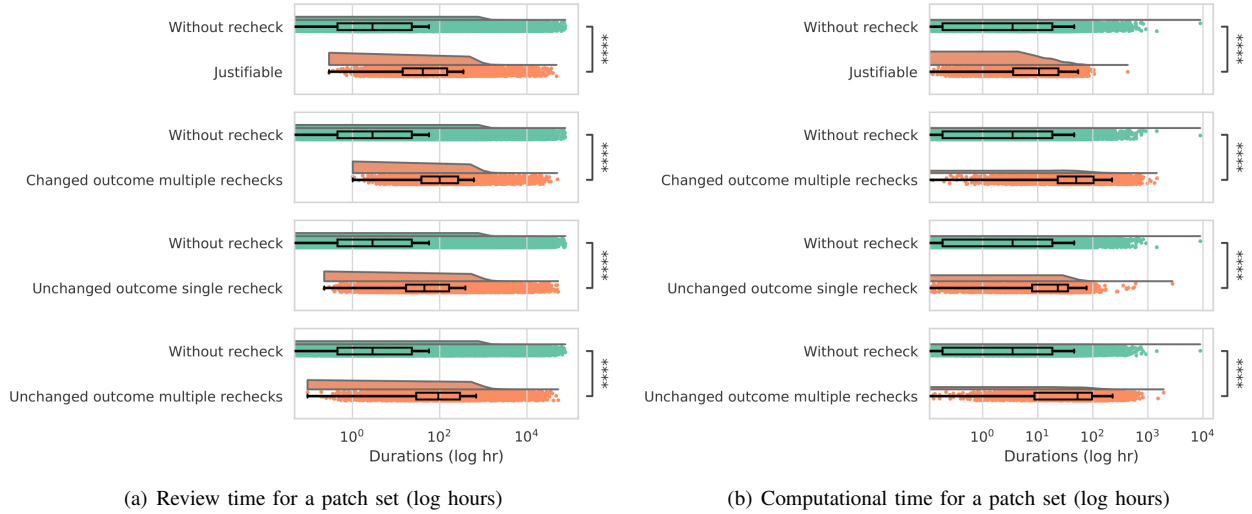 Without recheck
Justifiable
****
Without recheck
Changed outcome multiple rechecks
****
Without recheck
Unchanged outcome single recheck
****
Without recheck
Unchanged outcome multiple rechecks
****
10^0 10^2 10^4
Durations (log hr)
(a) Review time for a patch set (log hours)
Without recheck
Justifiable
****
Without recheck
Changed outcome multiple rechecks
****
Without recheck
Unchanged outcome single recheck
****
Without recheck
Unchanged outcome multiple rechecks
****
10^0 10^1 10^2 10^3 10^4
Durations (log hr)
(b) Computational time for a patch set (log hours)